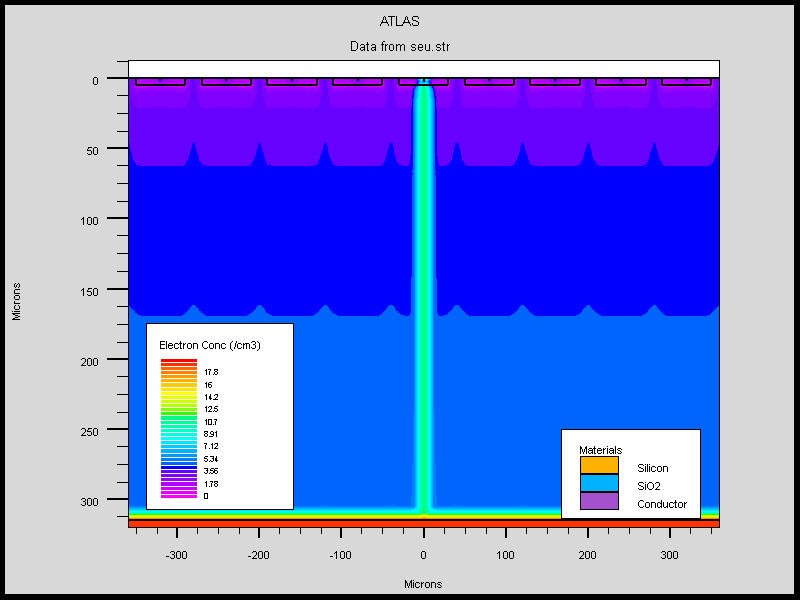 ATLAS
Data from seu.str
0
50
100
150
200
250
300
Microns
Electron Conc (/cm3)
17.8
16
14.2
12.5
10.7
8.91
7.12
5.34
3.56
1.78
0
Materials
Silicon
SiO2
Conductor
-300
-200
-100
0
100
200
300
Microns